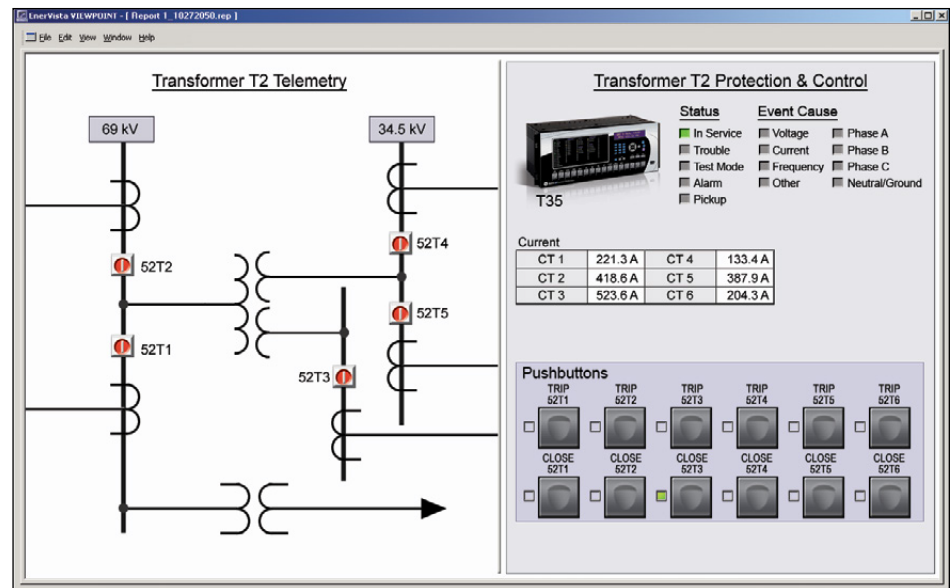 EnerVista VIEWPOINT - [ Report 1_10272050.rep ]
File Edit View Window Help
Transformer T2 Telemetry
69 kV
34.5 kV
52T4
52T2
52T5
52T1
52T3
Transformer T2 Protection & Control
Status
Event Cause
In Service
Voltage
Phase A
Trouble
Current
Phase B
Test Mode
Frequency
Phase C
Alarm
Other
Neutral/Ground
Pickup
T35
Current
CT 1 221.3 A CT 4 133.4 A
CT 2 418.6 A CT 5 387.9 A
CT 3 523.6 A CT 6 204.3 A
Pushbuttons
TRIP TRIP TRIP TRIP TRIP TRIP
52T1 52T2 52T3 52T4 52T5 52T6
CLOSE CLOSE CLOSE CLOSE CLOSE CLOSE
52T1 52T2 52T3 52T4 52T5 52T6